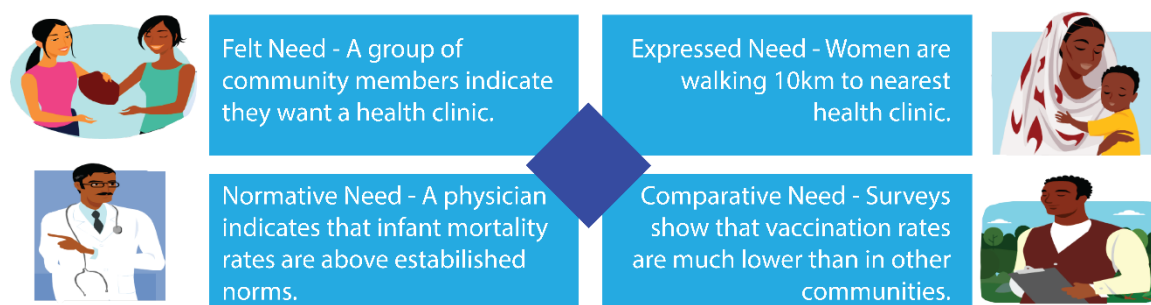 Felt Need - A group of
community members indicate
they want a health clinic.
Expressed Need - Women are
walking 10km to nearest
health clinic.
Normative Need - A physician
indicates that infant mortality
rates are above estabilished
norms.
Comparative Need - Surveys
show that vaccination rates
are much lower than in other
communities.